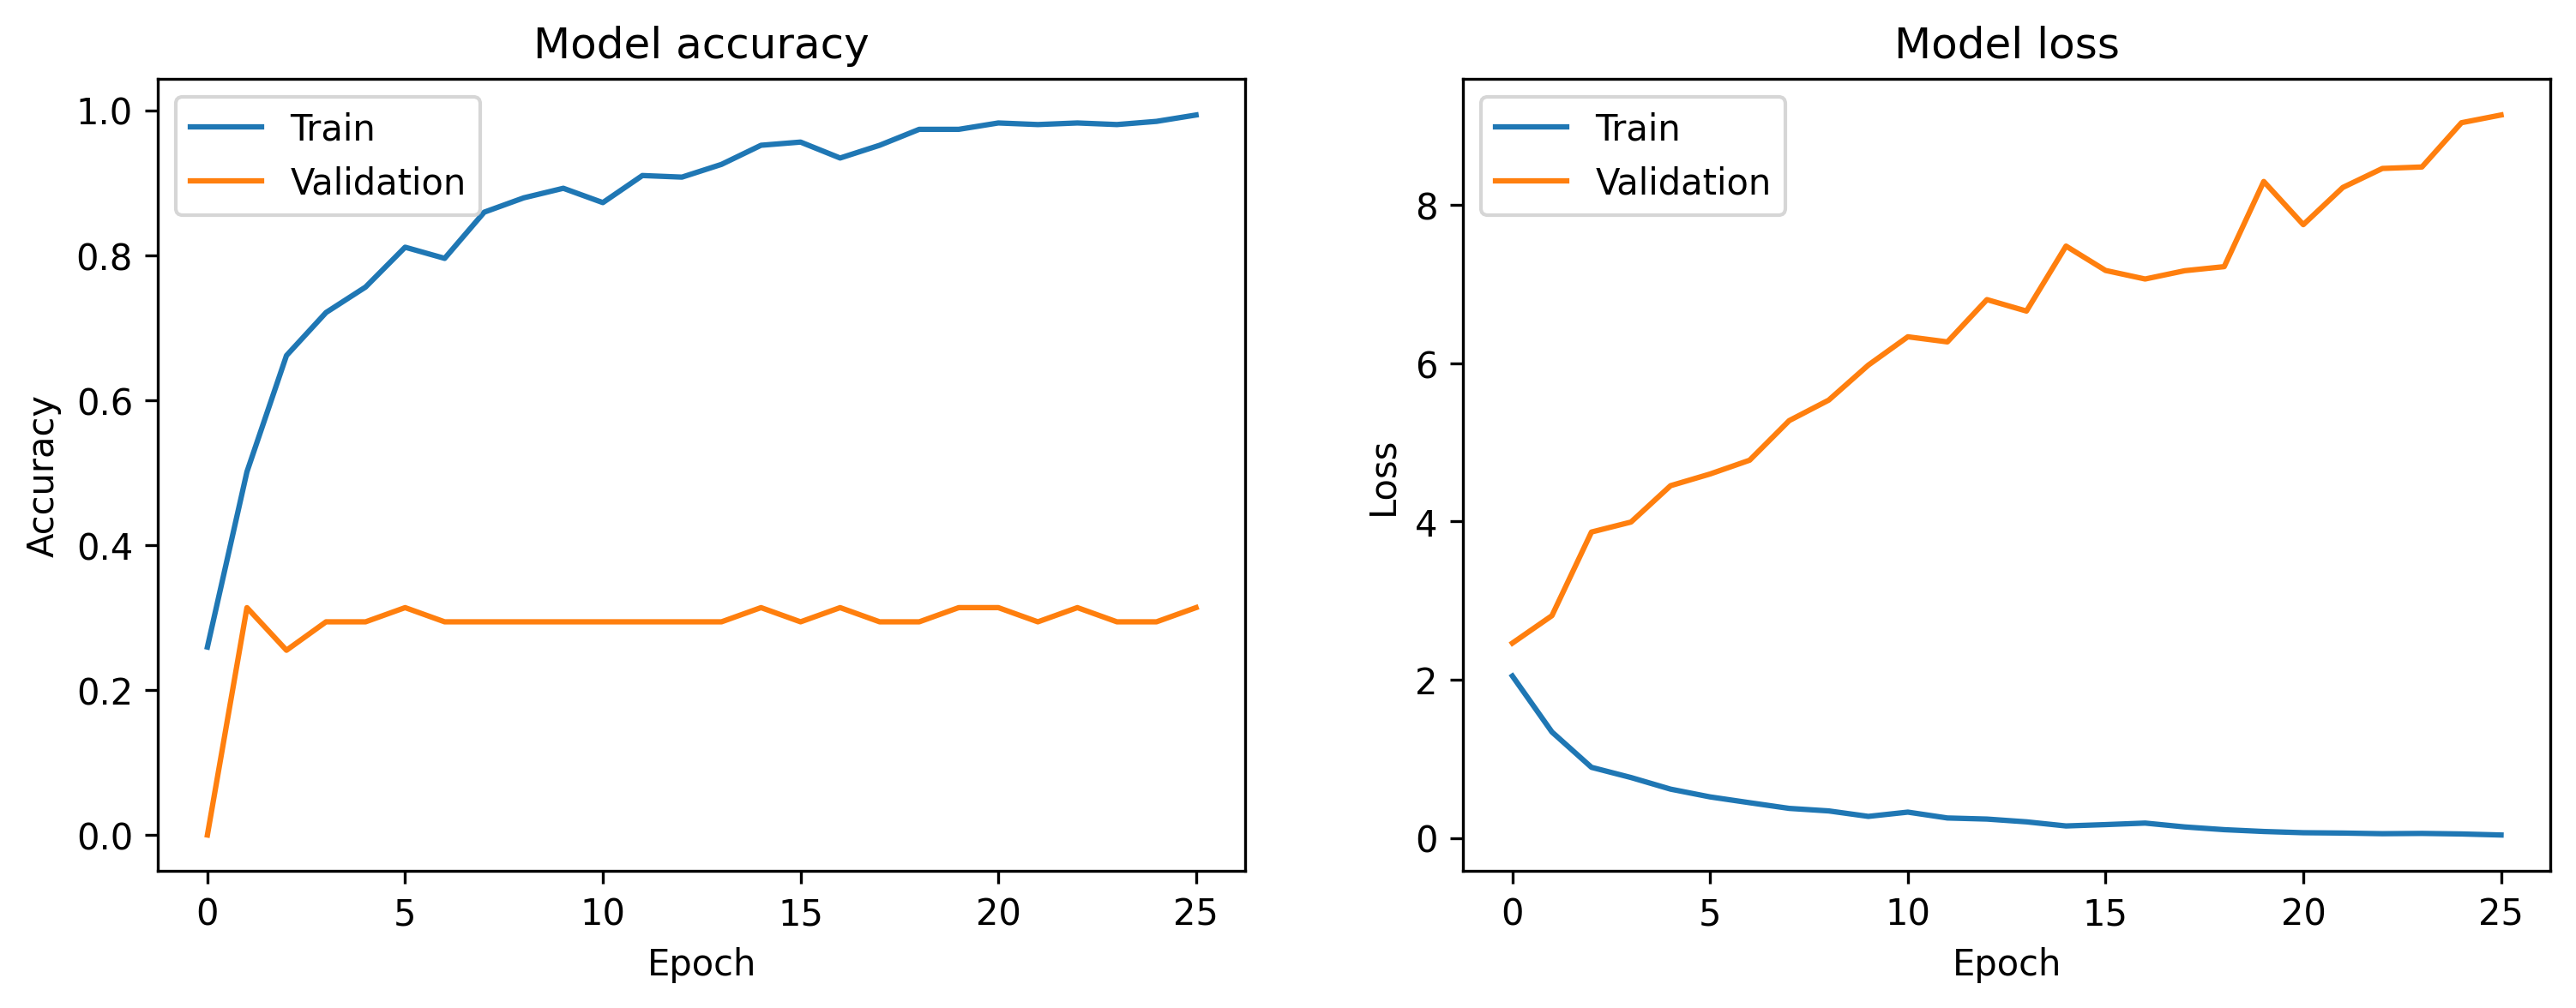 Model accuracy
Train
Validation
1.0
0.8
0.6
0.4
0.2
0.0
Accuracy
0 5 10 15 20 25
Epoch
Model loss
Train
Validation
8
6
4
2
0
Loss
0 5 10 15 20 25
Epoch